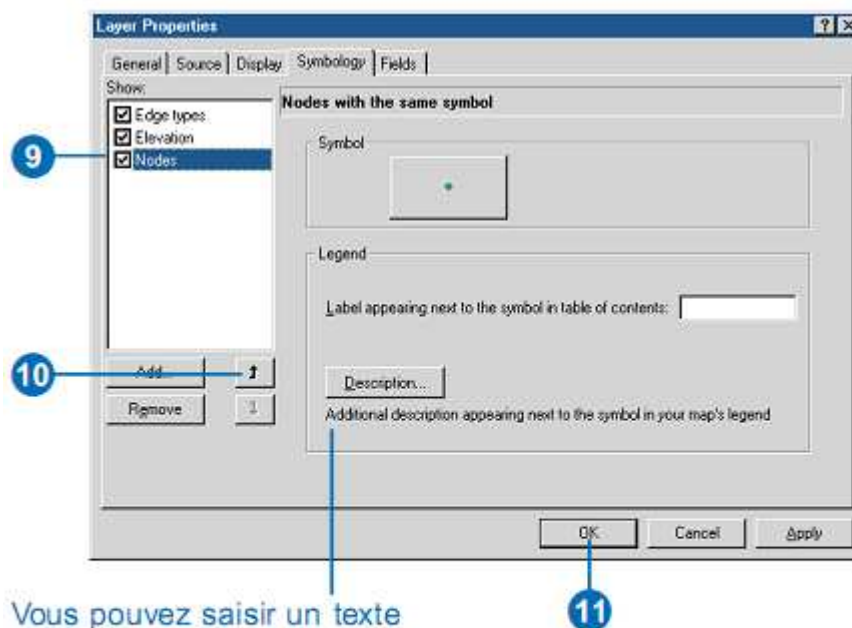 Layer Properties
General Source Display Symbology Fields
Show:
Edge types
Elevation
Nodes
Nodes with the same symbol
Symbol
Legend
Label appearing next to the symbol in table of contents:
Description...
Additional description appearing next to the symbol in your map's legend
Add...
Remove
OK Cancel Apply
9
10
11
Vous pouvez saisir un texte